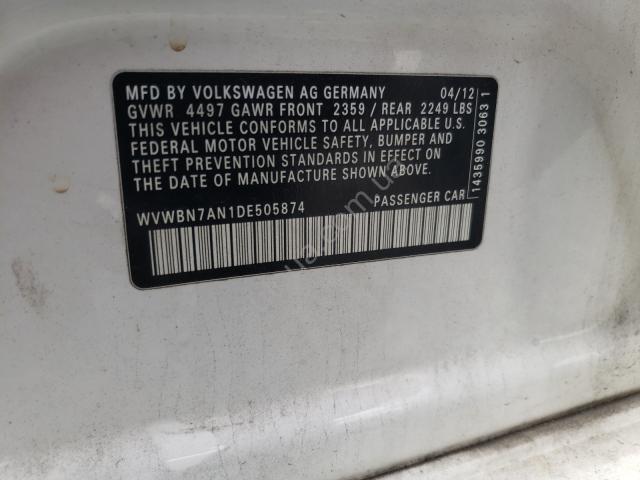 MFD BY VOLKSWAGEN AG GERMANY 04/12
GVWR 4497 GAWR FRONT 2359 / REAR 2249 LBS
THIS VEHICLE CONFORMS TO ALL APPLICABLE U.S.
FEDERAL MOTOR VEHICLE SAFETY, BUMPER AND
THEFT PREVENTION STANDARDS IN EFFECT ON
THE DATE OF MANUFACTURE SHOWN ABOVE.
WVWBN7AN1DE505874 PASSENGER CAR
1435990 3063 1